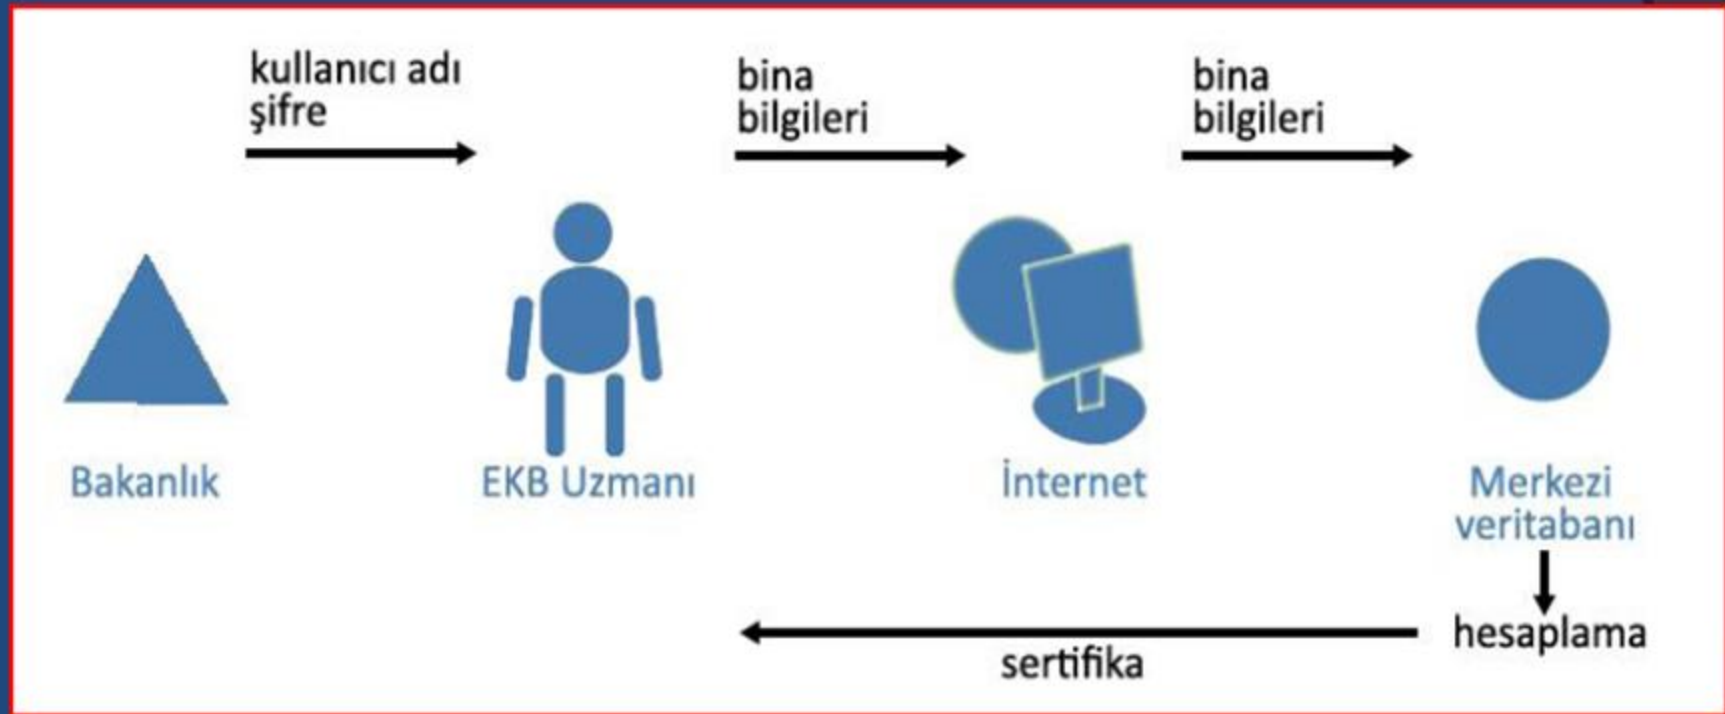 kullanıcı adı
şifre
bina
bilgileri
bina
bilgileri
Bakanlık
EKB Uzmanı
İnternet
Merkezi
veritabanı
hesaplama
sertifika